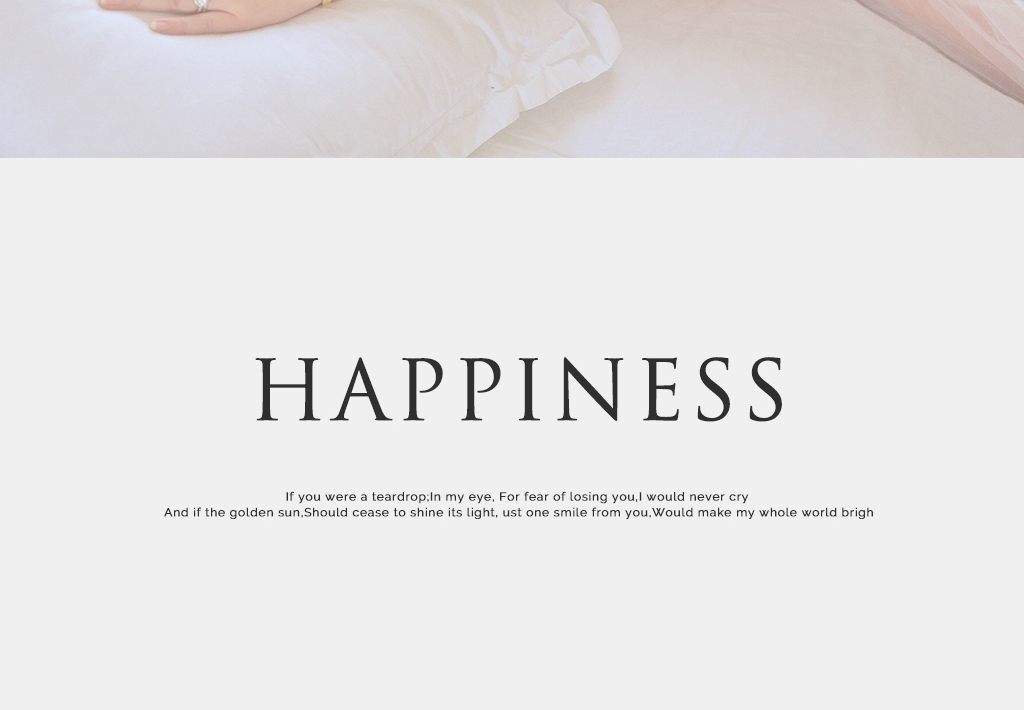 HAPPINESS
If you were a teardrop;In my eye, For fear of losing you,I would never cry
And if the golden sun,Should cease to shine its light, ust one smile from you,Would make my whole world brigh